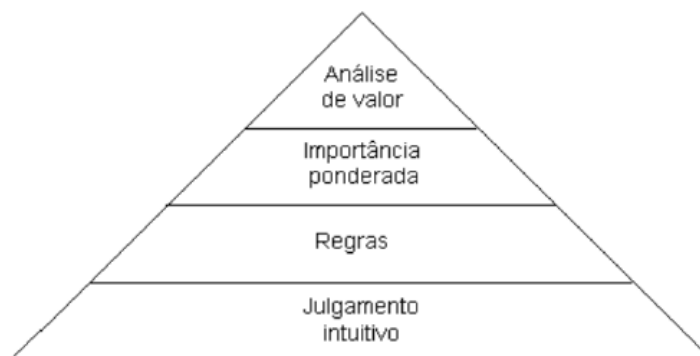 Análise
de valor
Importância
ponderada
Regras
Julgamento
intuitivo